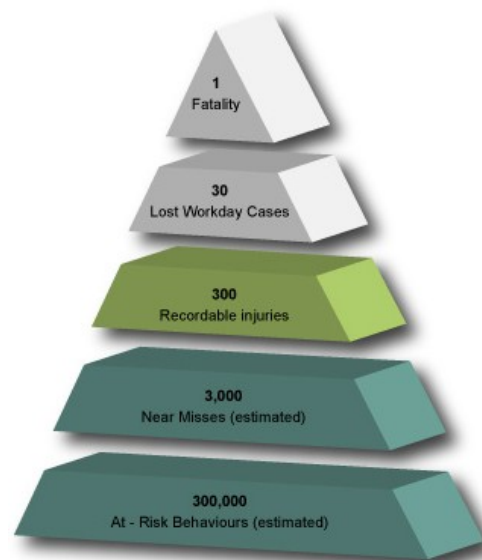 1
Fatality
30
Lost Workday Cases
300
Recordable injuries
3,000
Near Misses (estimated)
300,000
At - Risk Behaviours (estimated)